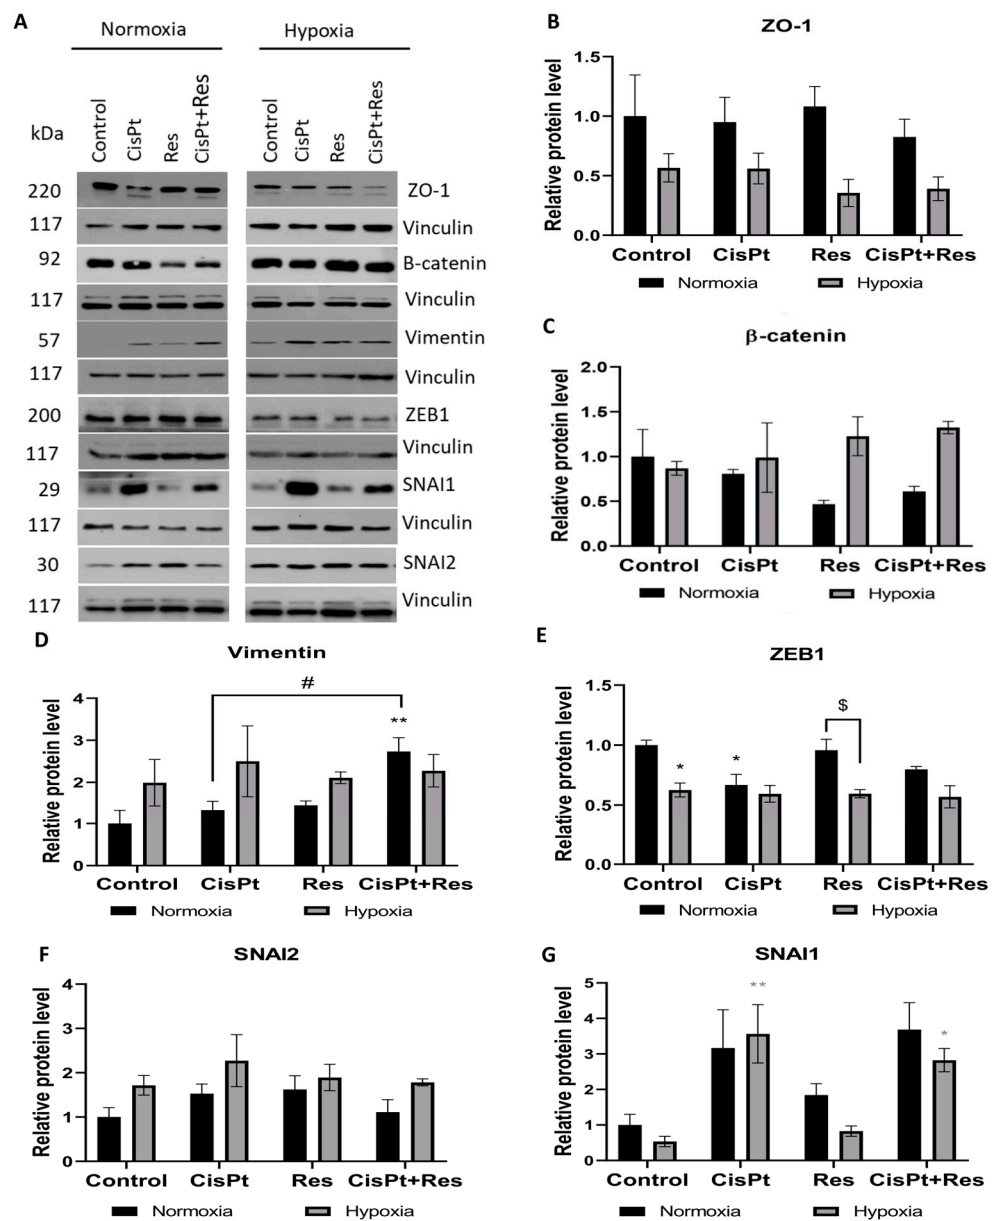 A
Normoxia
Hypoxia
kDa
Control
CisPt
Res
CisPt+Res
Control
CisPt
Res
CisPt+Res
220
ZO-1
117
Vinculin
92
B-catenin
117
Vinculin
57
Vimentin
117
Vinculin
200
ZEB1
117
Vinculin
29
SNAI1
117
Vinculin
30
SNAI2
117
Vinculin
B
ZO-1
Relative protein level
1.5
1.0
0.5
0.0
Control CisPt Res CisPt+Res
Normoxia Hypoxia
C
β-catenin
Relative protein level
2.0
1.5
1.0
0.5
0.0
Control CisPt Res CisPt+Res
Normoxia Hypoxia
D
Vimentin
Relative protein level
4
3
2
1
0
#
**
Control CisPt Res CisPt+Res
Normoxia Hypoxia
E
ZEB1
Relative protein level
1.5
1.0
0.5
0.0
*
*
$
Control CisPt Res CisPt+Res
Normoxia Hypoxia
F
SNAI2
Relative protein level
4
3
2
1
0
Control CisPt Res CisPt+Res
Normoxia Hypoxia
G
SNAI1
Relative protein level
5
4
3
2
1
0
**
*
Control CisPt Res CisPt+Res
Normoxia Hypoxia